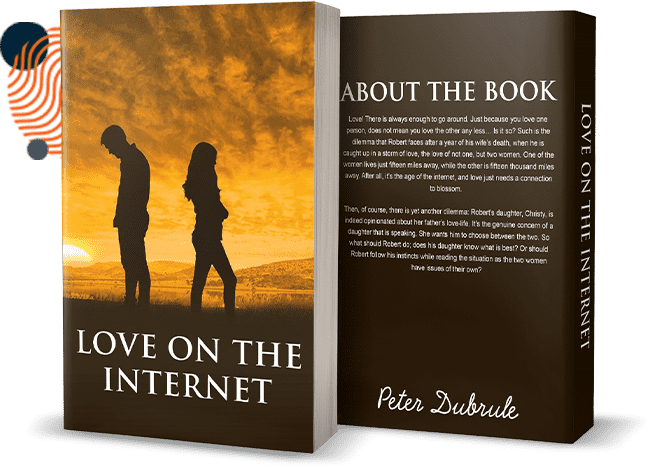 LOVE ON THE
INTERNET
ABOUT THE BOOK
Love! There is always enough to go around. Just because you love one
person, does not mean you love the other any less... Is it so? Such is the
dilemma that Robert faces after a year of his wife's death, when he is
caught up in a storm of love, the love of not one, but two women. One of the
women lives just fifteen miles away, while the other is fifteen thousand miles
away. After all, it's the age of the internet, and love just needs a connection
to blossom.
Then, of course, there is yet another dilemma: Robert's daughter, Christy, is
indeed opinionated about her father's love-life. It's the genuine concern of a
daughter that is speaking. She wants him to choose between the two. So
what should Robert do; does his daughter know what is best? Or should
Robert follow his instincts while reading the situation as the two women
have issues of their own?
Peter Dubrule
LOVE ON THE INTERNET